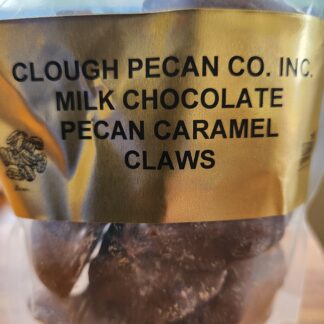 CLOUGH PECAN CO. INC.
MILK CHOCOLATE
PECAN CARAMEL
CLAWS